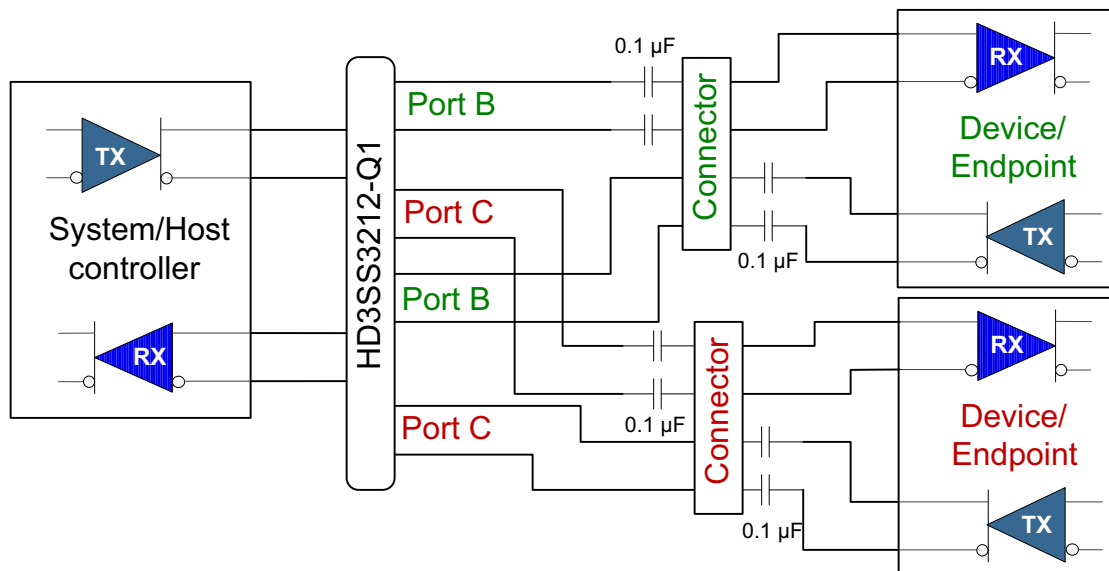 0.1 µF
RX
Port B
TX
Device/
Endpoint
Connector
HD3SS3212-Q1
Port C
System/Host
controller
TX
0.1 µF
Port B
RX
RX
Port C
0.1 µF
Device/
Endpoint
Connector
TX
0.1 µF